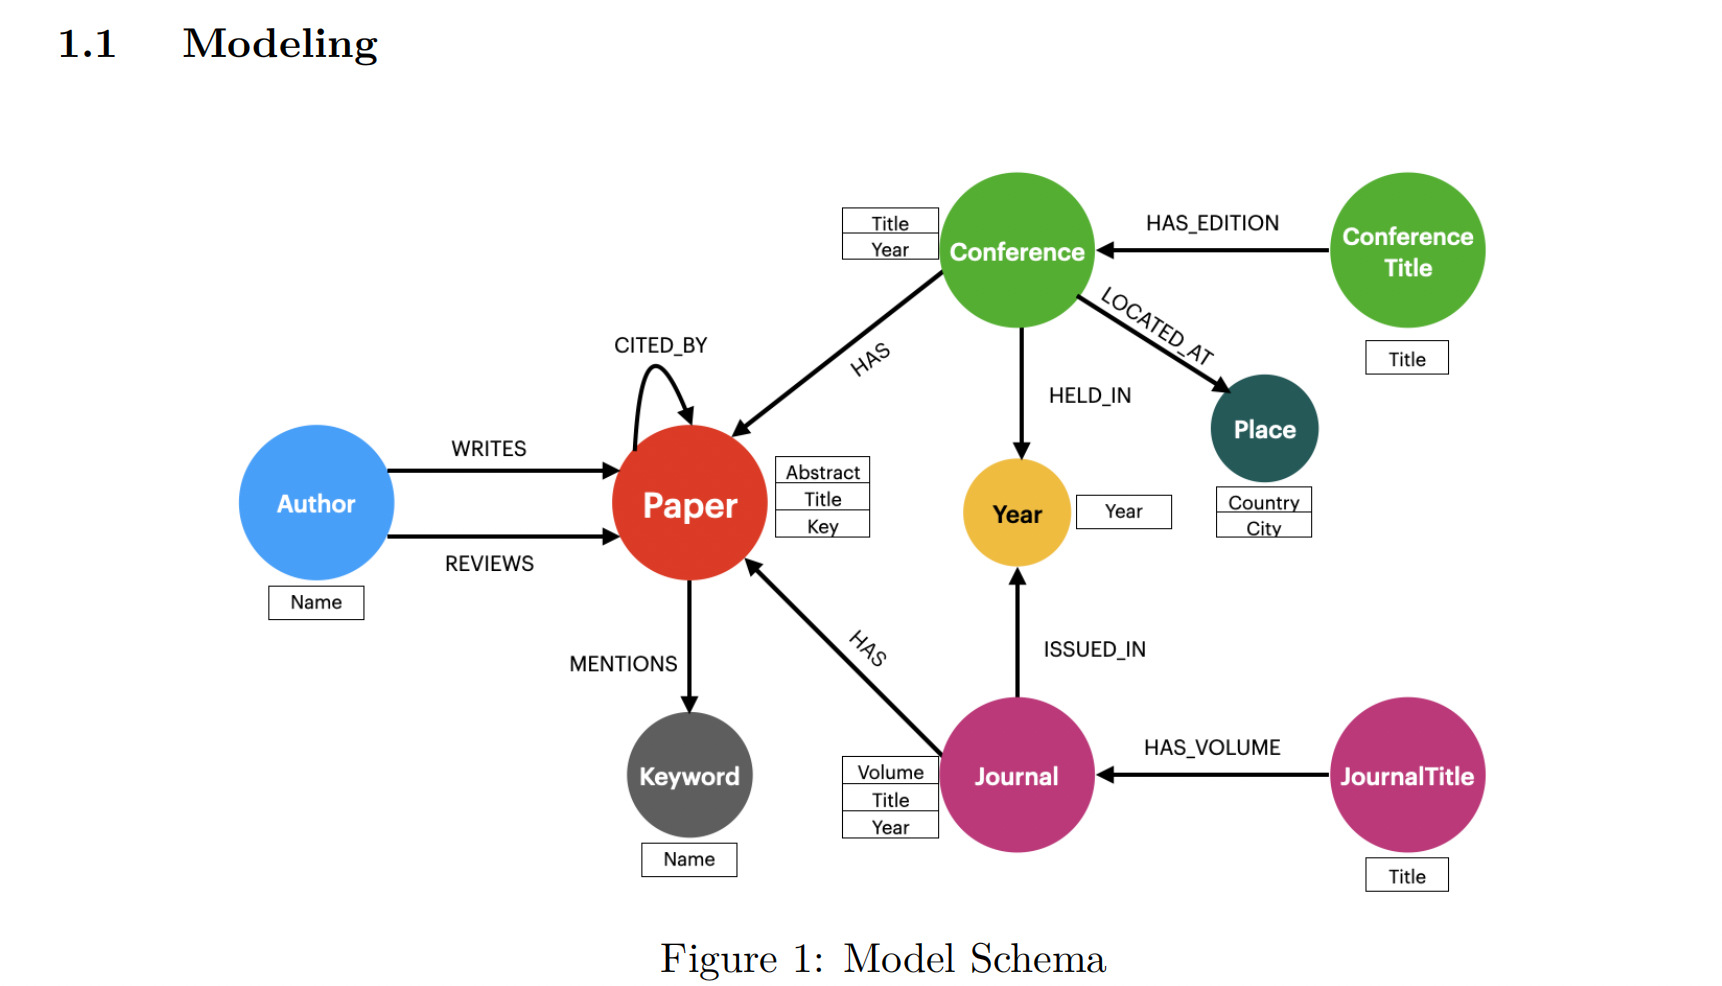 1.1 Modeling
Title
Year
Conference
HAS_EDITION
Conference
Title
Title
LOCATED_AT
HAS
HELD_IN
Place
Country
City
CITED_BY
WRITES
Author
REVIEWS
Name
Paper
Abstract
Title
Key
Year
Year
MENTIONS
HAS
ISSUED_IN
Keyword
Name
Volume
Title
Year
Journal
HAS_VOLUME
JournalTitle
Title
Figure 1: Model Schema